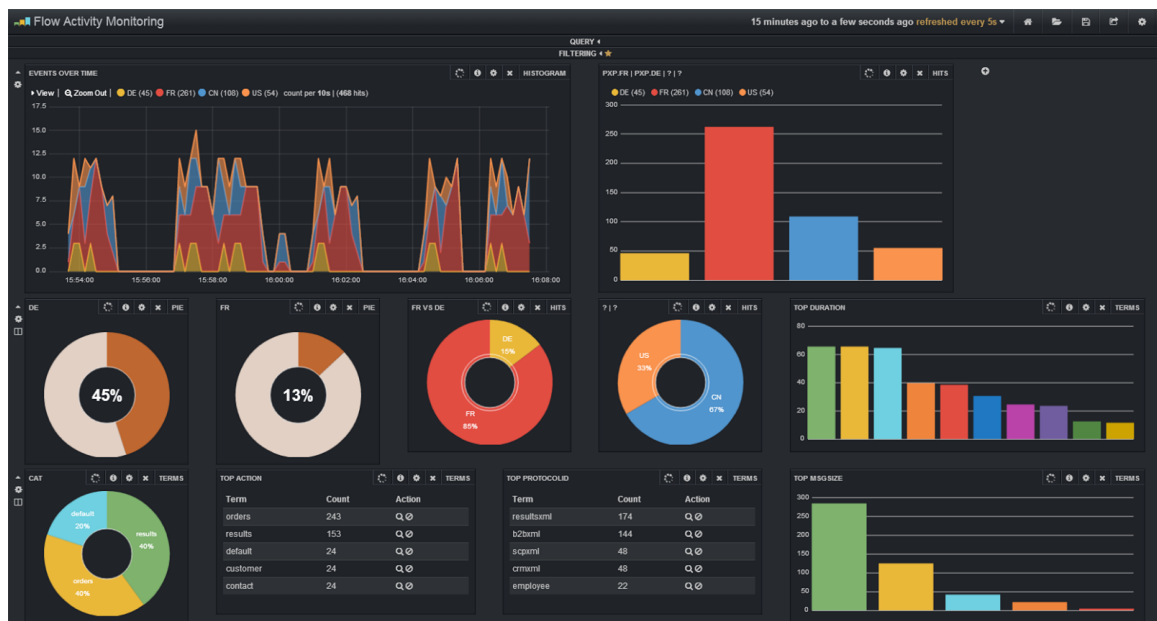 Flow Activity Monitoring
15 minutes ago to a few seconds ago refreshed every 5s
QUERY
FILTERING
EVENTS OVER TIME
HISTOGRAM
View | Zoom Out | DE (45) FR (261) CN (108) US (54) count per 10s | (468 hits)
17.5
15.0
12.5
10.0
7.5
5.0
2.5
0.0
15:54:00 15:56:00 15:58:00 16:00:00 16:02:00 16:04:00 16:06:00 16:08:00
PXP.FR | PXP.DE | ? | ?
HITS
DE (45) FR (261) CN (108) US (54)
300
250
200
150
100
50
0
DE
PIE
45%
FR
PIE
13%
FR VS DE
HITS
DE
15%
FR
85%
? | ?
HITS
US
33%
CN
67%
TOP DURATION
TERMS
80
60
40
20
0
CAT
TERMS
default
20%
results
40%
orders
40%
TOP ACTION
TERMS
Term Count Action
orders 243
results 153
default 24
customer 24
contact 24
TOP PROTOCOLID
TERMS
Term Count Action
resultsxml 174
b2bxml 144
scpxml 48
crmxml 48
employee 22
TOP MSGSIZE
TERMS
300
250
200
150
100
50
0